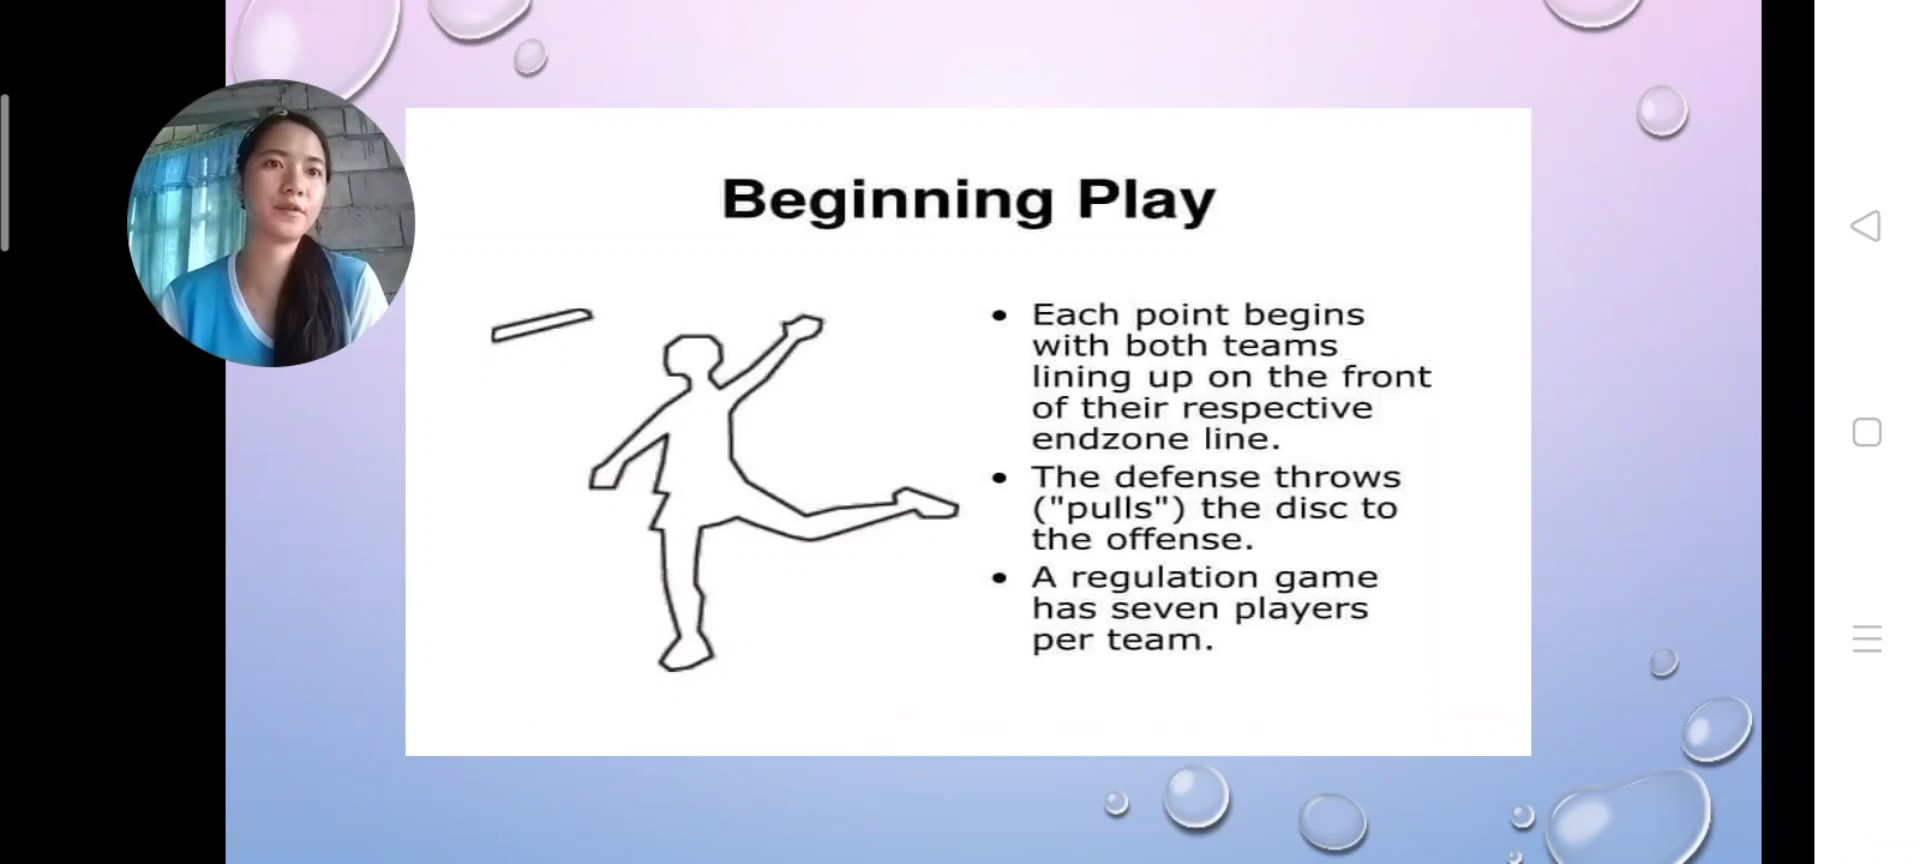 Beginning Play
• Each point begins
with both teams
lining up on the front
of their respective
endzone line.
• The defense throws
("pulls") the disc to
the offense.
• A regulation game
has seven players
per team.